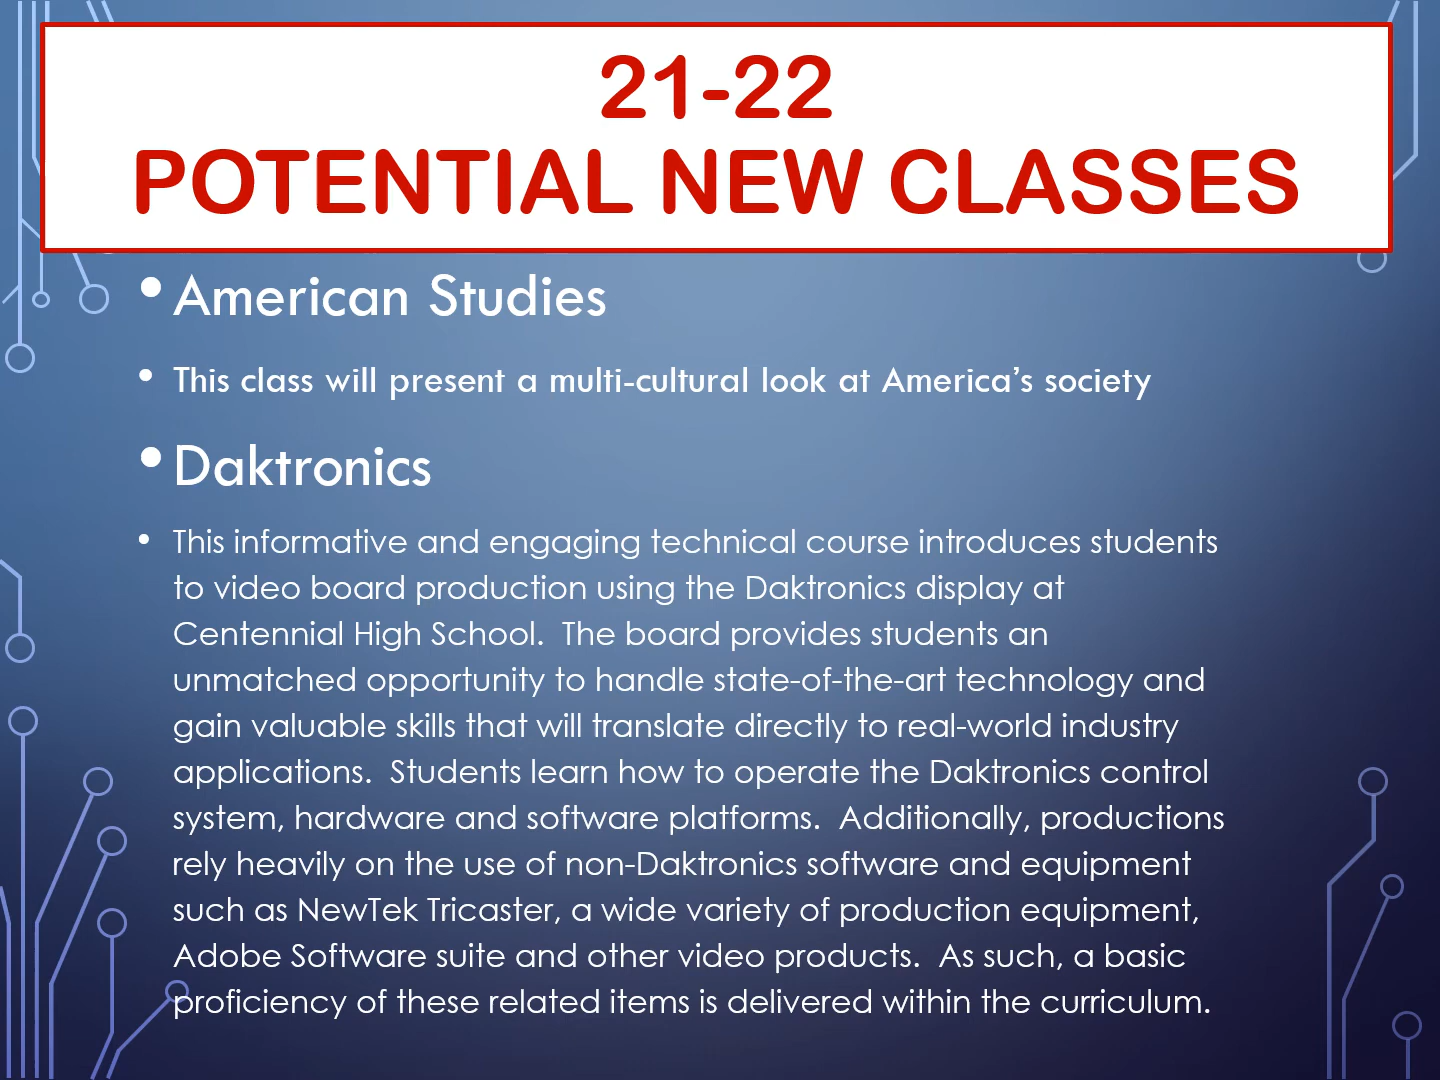 21-22
POTENTIAL NEW CLASSES
• American Studies
• This class will present a multi-cultural look at America’s society
• Daktronics
• This informative and engaging technical course introduces students
to video board production using the Daktronics display at
Centennial High School.  The board provides students an
unmatched opportunity to handle state-of-the-art technology and
gain valuable skills that will translate directly to real-world industry
applications.  Students learn how to operate the Daktronics control
system, hardware and software platforms.  Additionally, productions
rely heavily on the use of non-Daktronics software and equipment
such as NewTek Tricaster, a wide variety of production equipment,
Adobe Software suite and other video products.  As such, a basic
proficiency of these related items is delivered within the curriculum.